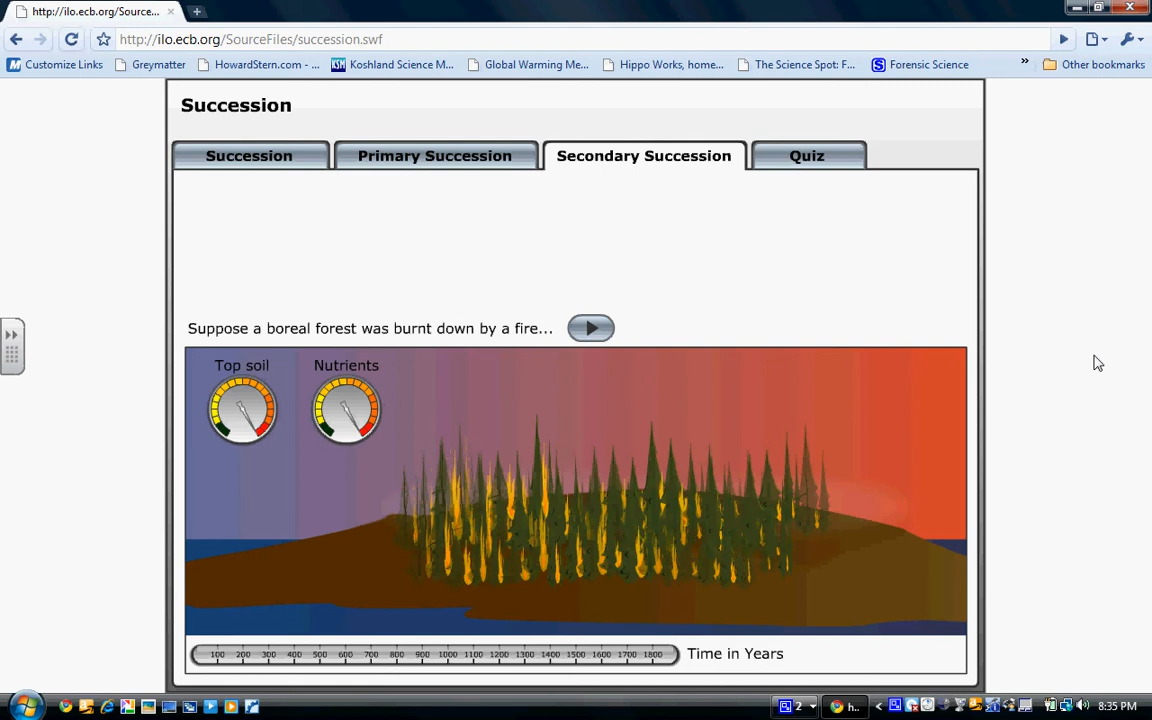 http://ilo.ecb.org/Source...
http://ilo.ecb.org/SourceFiles/succession.swf
Customize Links
Greymatter
HowardStern.com - ...
KSM
Koshland Science M...
Global Warming Me...
Hippo Works, home...
The Science Spot: F...
S
Forensic Science
»
Other bookmarks
Succession
Succession
Primary Succession
Secondary Succession
Quiz
Suppose a boreal forest was burnt down by a fire...
Top soil
Nutrients
100 200 300 400 500 600 700 800 900 1000 1100 1200 1300 1400 1500 1600 1700 1800
Time in Years
2
h..
8:35 PM